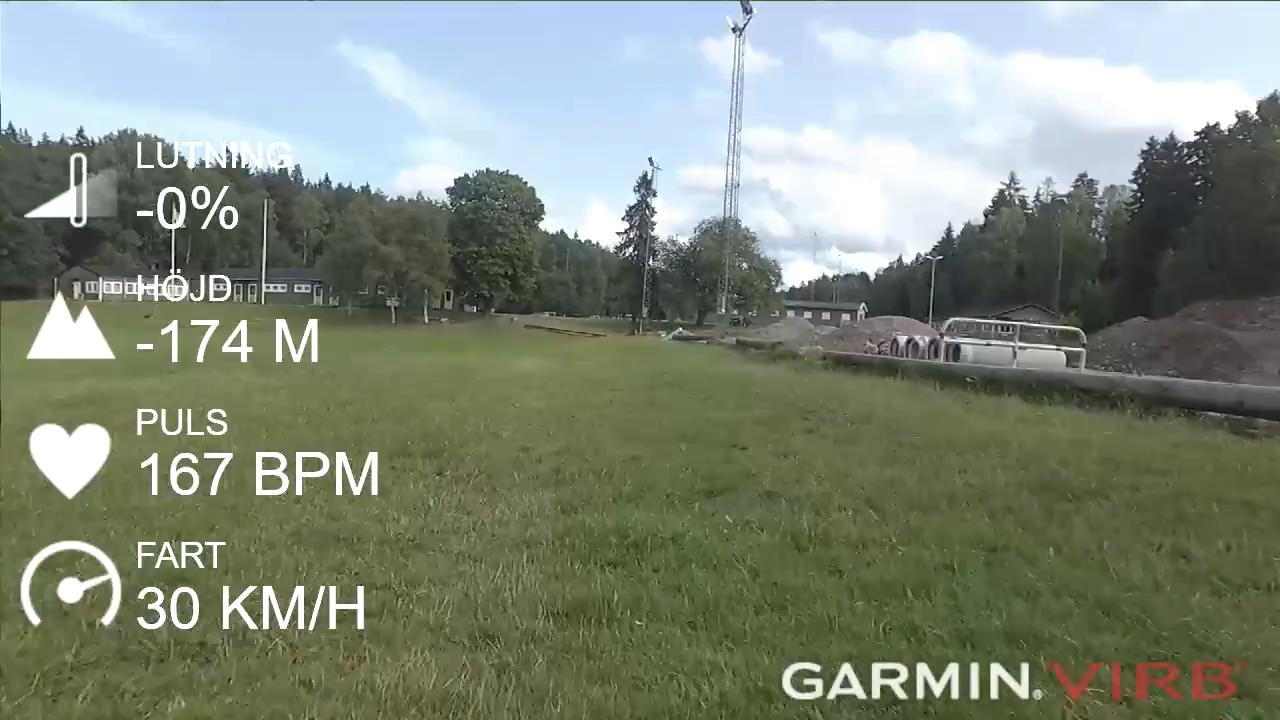 LUTNING
-0%
HÖJD
-174 M
PULS
167 BPM
FART
30 KM/H
GARMIN. VIRB